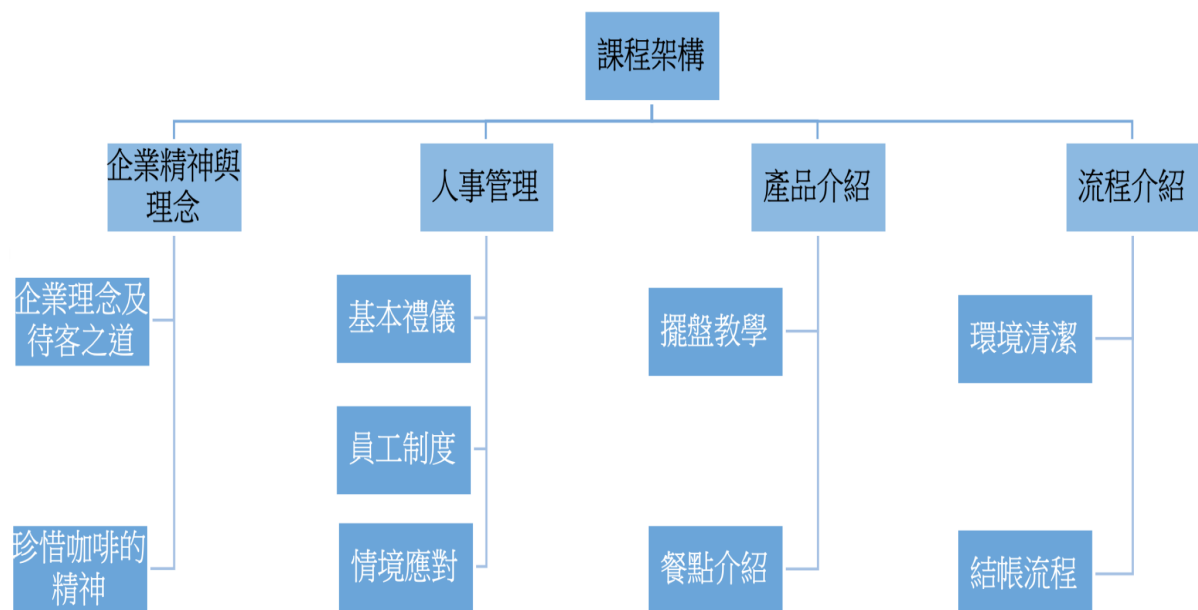 課程架構
企業精神與
理念
人事管理
產品介紹
流程介紹
企業理念及
待客之道
珍惜咖啡的
精神
基本禮儀
員工制度
情境應對
擺盤教學
餐點介紹
環境清潔
結帳流程